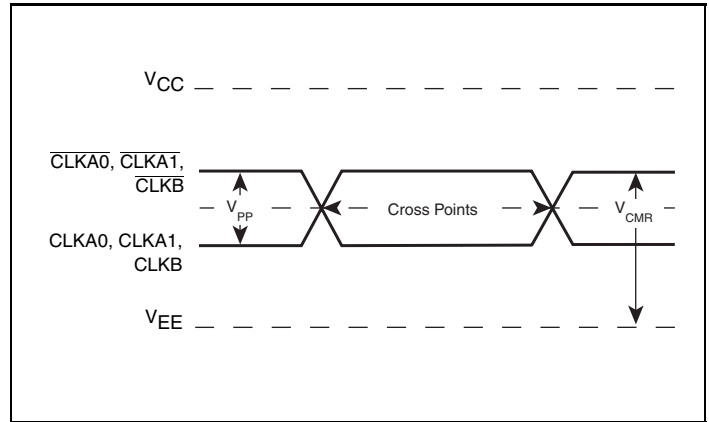 VCC
CLKA0, CLKA1,
CLKB
VPP
Cross Points
VCMR
CLKA0, CLKA1,
CLKB
VEE